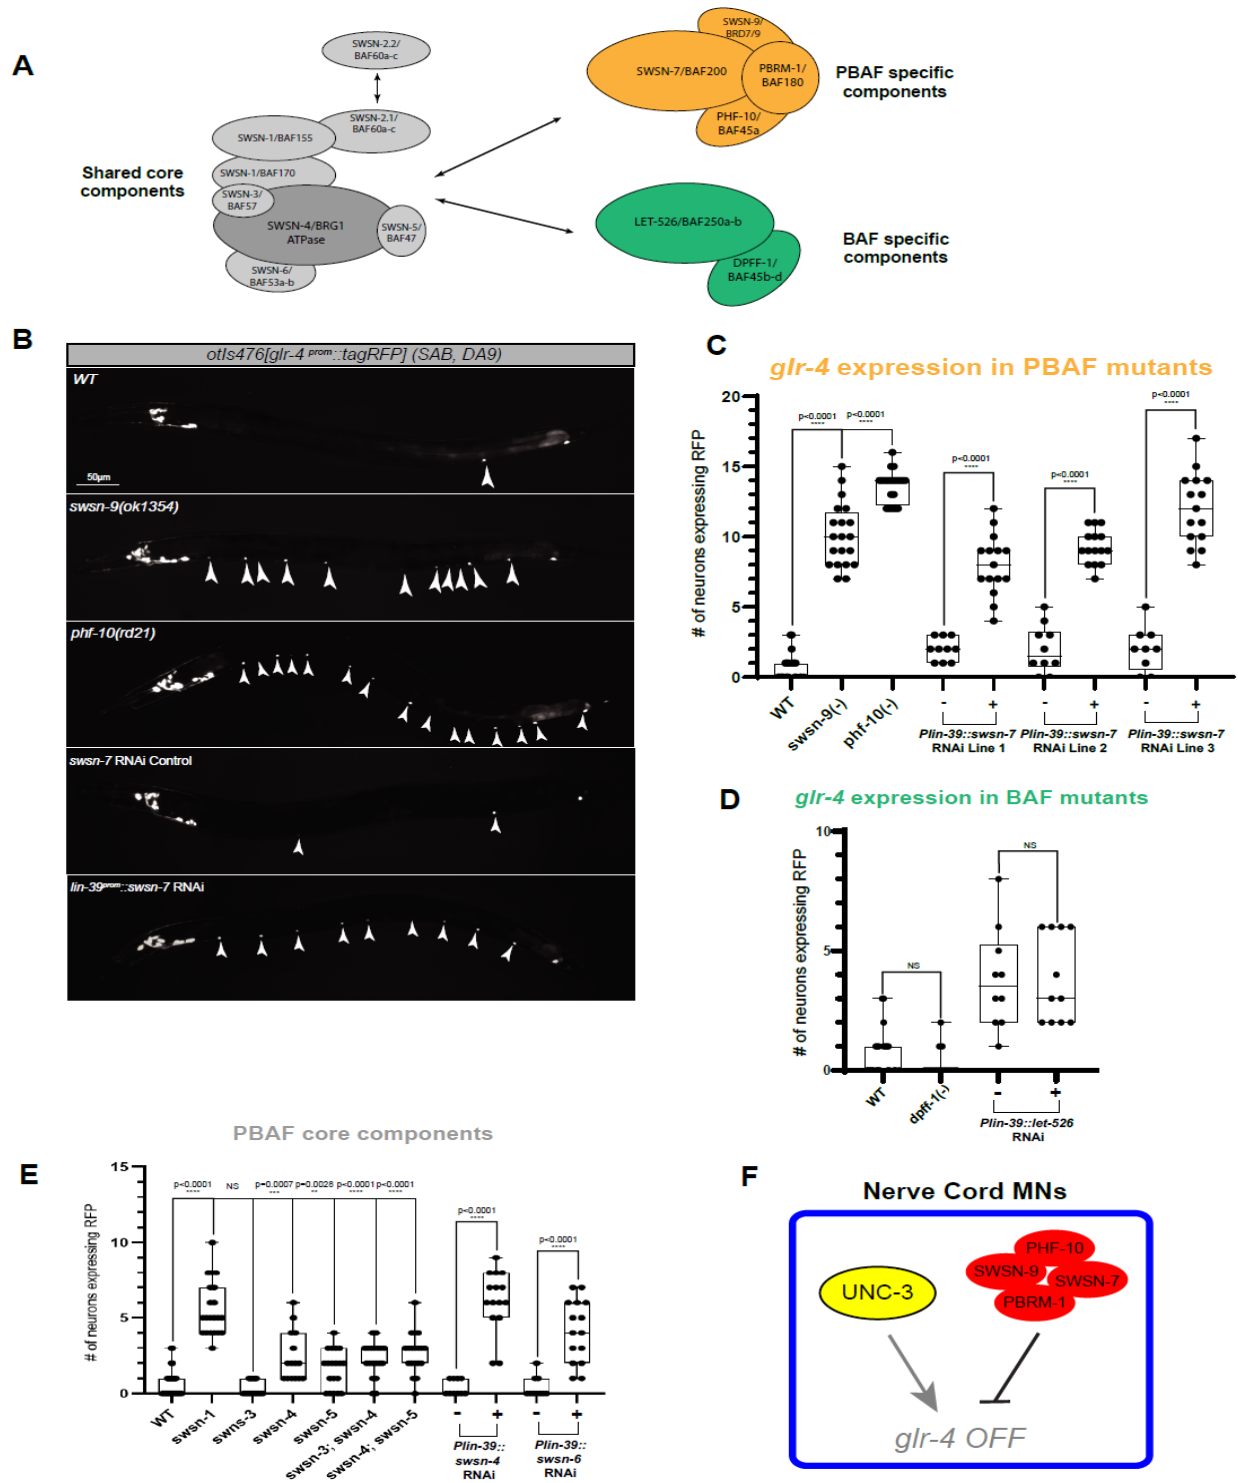 A
SWSN-2.2/
BAF60a-c
SWSN-2.1/
BAF60a-c
SWSN-1/BAF155
SWSN-1/BAF170
SWSN-3/
BAF57
SWSN-4/BRG1
ATPase
SWSN-5/
BAF47
SWSN-6/
BAF53a-b
Shared core
components
SWSN-9/
BRD7/9
SWSN-7/BAF200
PBRM-1/
BAF180
PHF-10/
BAF45a
PBAF specific
components
LET-526/BAF250a-b
DPFF-1/
BAF45b-d
BAF specific
components
B
otIs476[glr-4 prom::tagRFP] (SAB, DA9)
WT
50µm
swsn-9(ok1354)
phf-10(rd21)
swsn-7 RNAi Control
lin-39prom::swsn-7 RNAi
C
glr-4 expression in PBAF mutants
# of neurons expressing RFP
20
15
10
5
0
p<0.0001
****
p<0.0001
****
p<0.0001
****
p<0.0001
****
p<0.0001
****
WT
swsn-9(-)
phf-10(-)
- + - + - +
Plin-39::swsn-7
RNAi Line 1
Plin-39::swsn-7
RNAi Line 2
Plin-39::swsn-7
RNAi Line 3
D
glr-4 expression in BAF mutants
# of neurons expressing RFP
10
5
0
NS
NS
WT
dpff-1(-)
- +
Plin-39::let-526
RNAi
E
PBAF core components
# of neurons expressing RFP
15
10
5
0
p<0.0001
****
NS
p=0.0007
***
p=0.0028
**
p<0.0001
****
p<0.0001
****
p<0.0001
****
p<0.0001
****
WT
swsn-1
swns-3
swsn-4
swsn-5
swsn-3; swsn-4
swsn-4; swsn-5
- + - +
Plin-39::
swsn-4
RNAi
Plin-39::
swsn-6
RNAi
F
Nerve Cord MNs
UNC-3
PHF-10
SWSN-9
SWSN-7
PBRM-1
glr-4 OFF